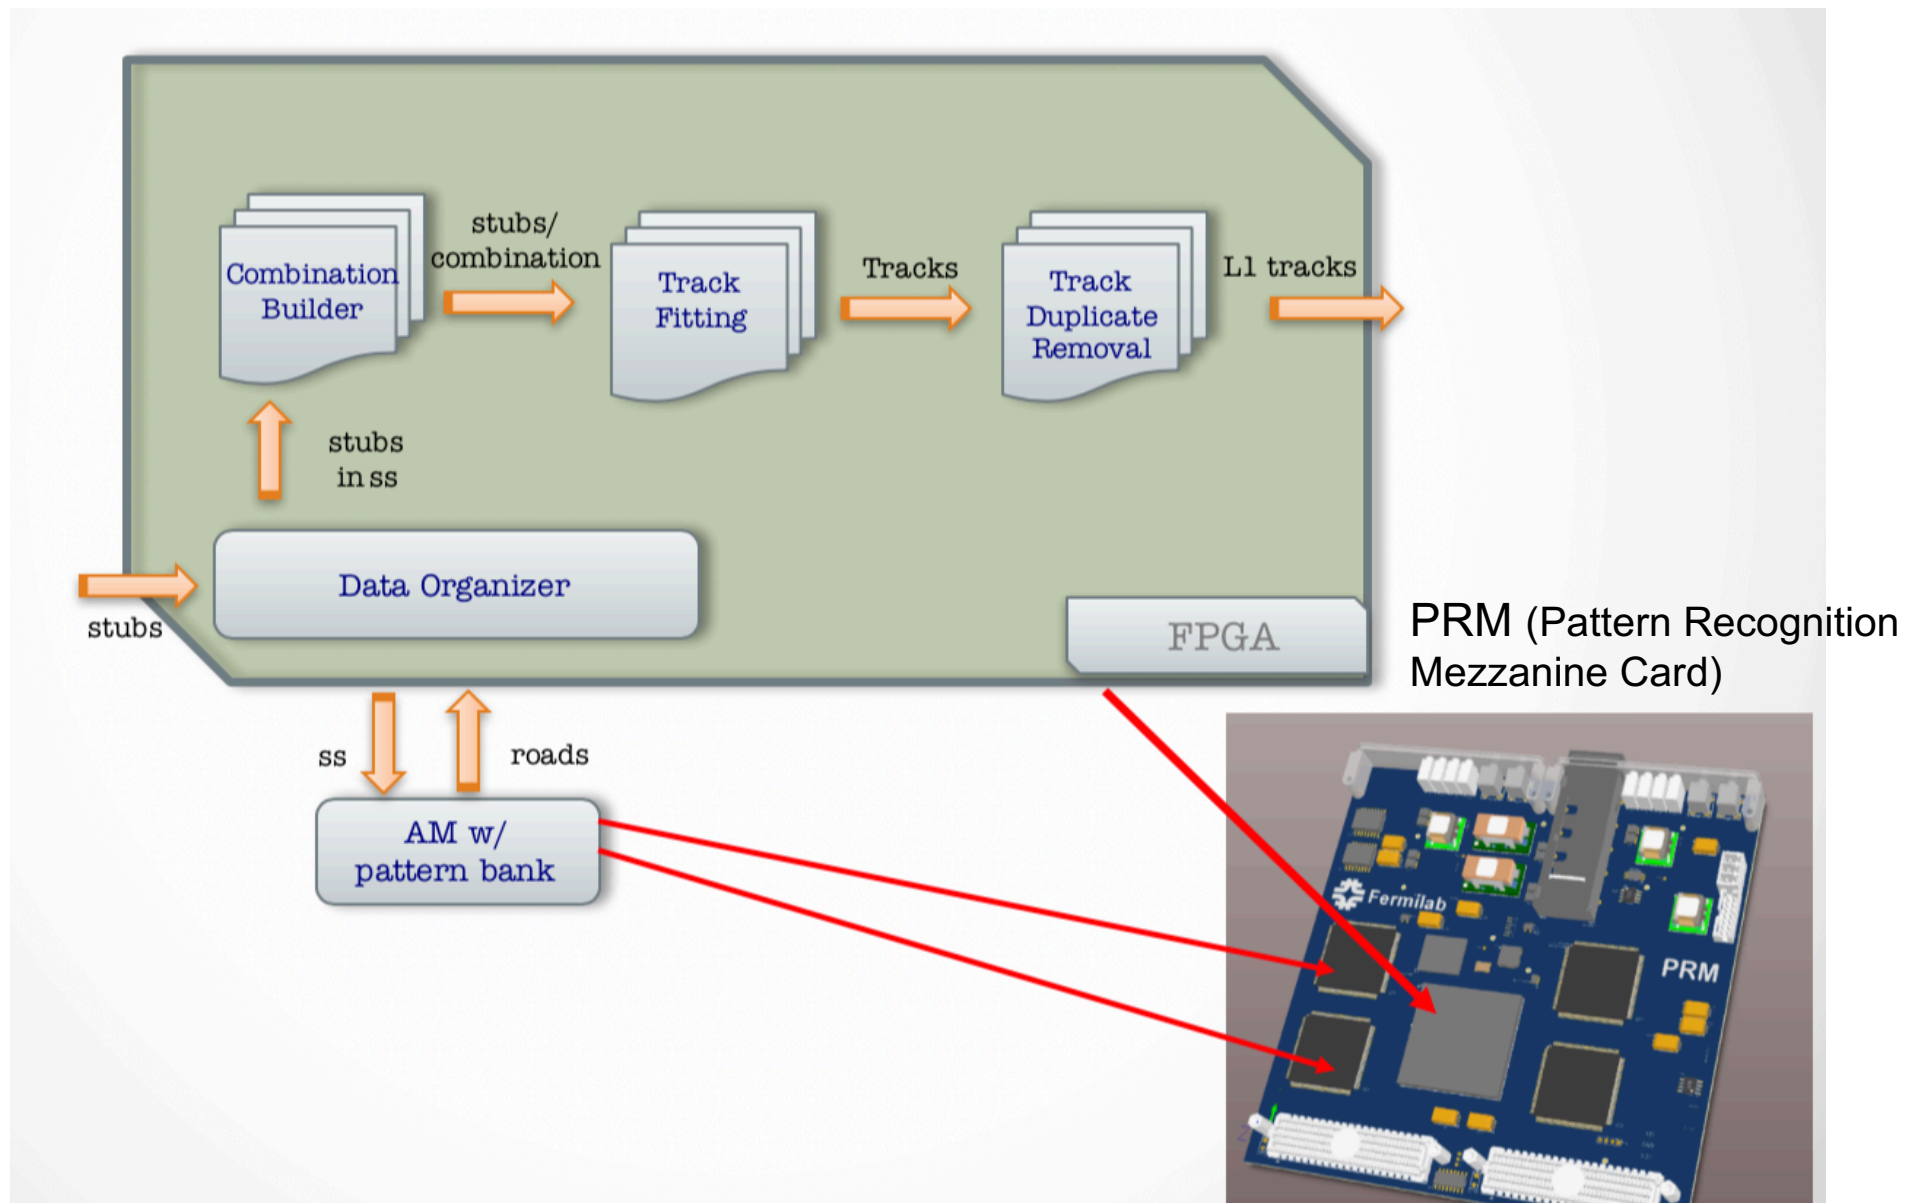 stubs/
combination
Combination
Builder
Track
Fitting
Tracks
Track
Duplicate
Removal
L1 tracks
stubs
in ss
Data Organizer
stubs
FPGA
PRM (Pattern Recognition
Mezzanine Card)
ss
roads
AM w/
pattern bank
Fermilab
PRM